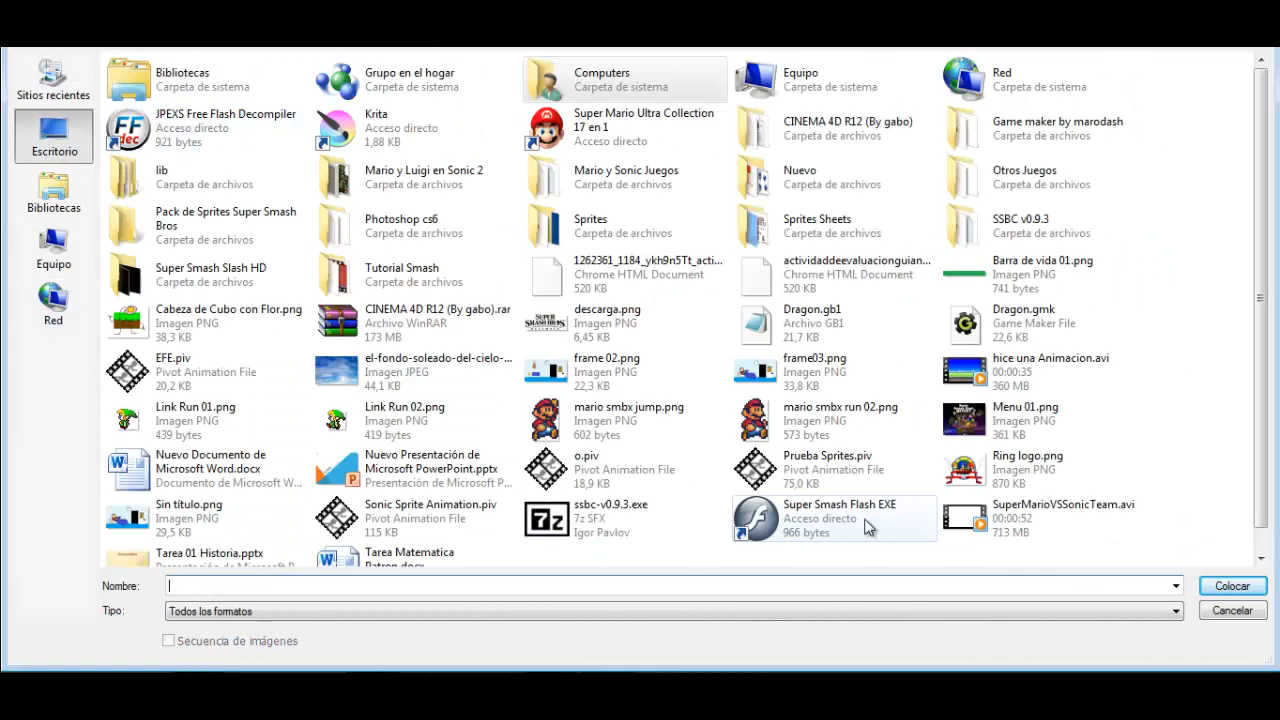 Sitios recientes
Escritorio
Bibliotecas
Equipo
Red
Bibliotecas
Carpeta de sistema
Grupo en el hogar
Carpeta de sistema
Computers
Carpeta de sistema
Equipo
Carpeta de sistema
Red
Carpeta de sistema
JPEXS Free Flash Decompiler
Acceso directo
921 bytes
Krita
Acceso directo
1,88 KB
Super Mario Ultra Collection
17 en 1
Acceso directo
CINEMA 4D R12 (By gabo)
Carpeta de archivos
Game maker by marodash
Carpeta de archivos
lib
Carpeta de archivos
Mario y Luigi en Sonic 2
Carpeta de archivos
Mario y Sonic Juegos
Carpeta de archivos
Nuevo
Carpeta de archivos
Otros Juegos
Carpeta de archivos
Pack de Sprites Super Smash
Bros
Carpeta de archivos
Photoshop cs6
Carpeta de archivos
Sprites
Carpeta de archivos
Sprites Sheets
Carpeta de archivos
SSBC v0.9.3
Carpeta de archivos
Super Smash Slash HD
Carpeta de archivos
Tutorial Smash
Carpeta de archivos
1262361_1184_ykh9n5Tt_acti...
Chrome HTML Document
520 KB
actividaddeevaluacionguian...
Chrome HTML Document
520 KB
Barra de vida 01.png
Imagen PNG
741 bytes
Cabeza de Cubo con Flor.png
Imagen PNG
38,3 KB
CINEMA 4D R12 (By gabo).rar
Archivo WinRAR
173 MB
descarga.png
Imagen PNG
6,45 KB
Dragon.gb1
Archivo GB1
21,7 KB
Dragon.gmk
Game Maker File
22,6 KB
EFE.piv
Pivot Animation File
20,2 KB
el-fondo-soleado-del-cielo-...
Imagen JPEG
44,1 KB
frame 02.png
Imagen PNG
22,3 KB
frame03.png
Imagen PNG
33,8 KB
hice una Animacion.avi
00:00:35
360 MB
Link Run 01.png
Imagen PNG
439 bytes
Link Run 02.png
Imagen PNG
419 bytes
mario smbx jump.png
Imagen PNG
602 bytes
mario smbx run 02.png
Imagen PNG
573 bytes
Menu 01.png
Imagen PNG
361 KB
Nuevo Documento de
Microsoft Word.docx
Documento de Microsoft W...
Nuevo Presentación de
Microsoft PowerPoint.pptx
Presentación de Microsoft P...
o.piv
Pivot Animation File
18,9 KB
Prueba Sprites.piv
Pivot Animation File
75,0 KB
Ring logo.png
Imagen PNG
870 KB
Sin título.png
Imagen PNG
29,5 KB
Sonic Sprite Animation.piv
Pivot Animation File
115 KB
ssbc-v0.9.3.exe
7z SFX
Igor Pavlov
Super Smash Flash EXE
Acceso directo
966 bytes
SuperMarioVSSonicTeam.avi
00:00:52
713 MB
Tarea 01 Historia.pptx
Tarea Matematica
Nombre:
Colocar
Tipo:
Todos los formatos
Cancelar
Secuencia de imágenes